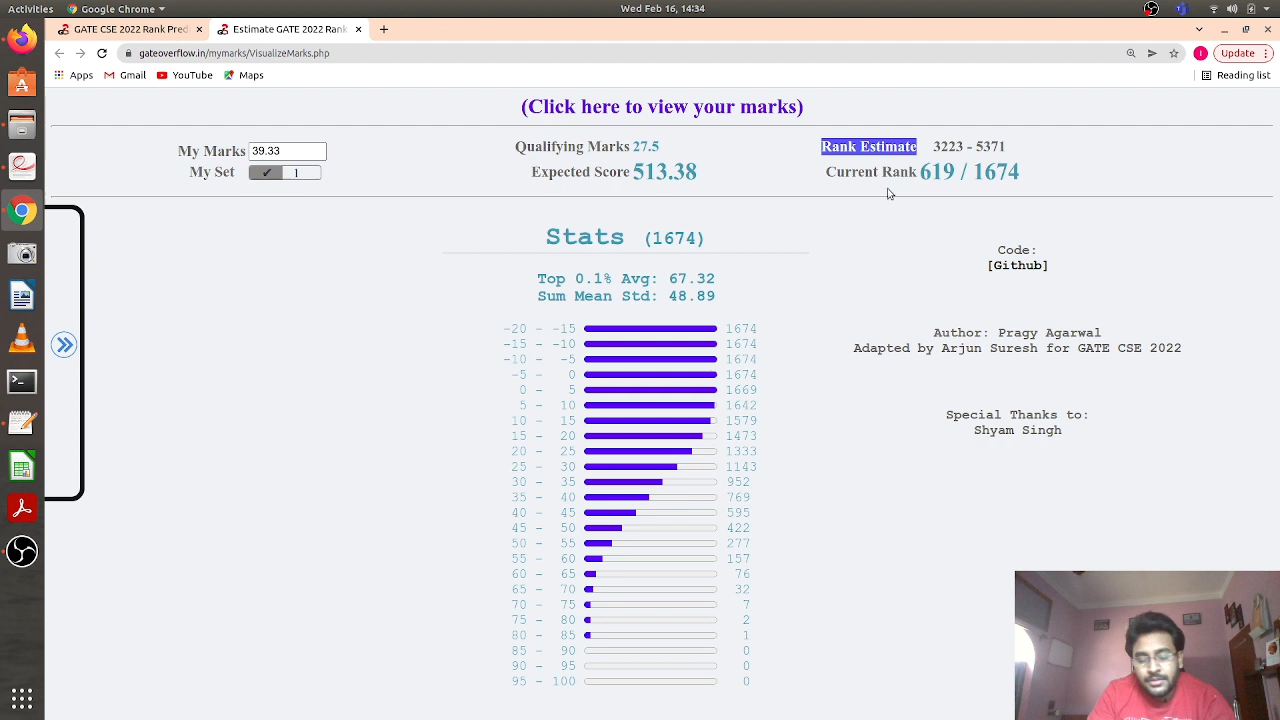 Activities Google Chrome Wed Feb 16, 14:34
GATE CSE 2022 Rank Pred Estimate GATE 2022 Rank
gateoverflow.in/mymarks/VisualizeMarks.php Update
Apps Gmail YouTube Maps Reading list
(Click here to view your marks)
My Marks 39.33 Qualifying Marks 27.5 Rank Estimate 3223 - 5371
My Set ✔ 1 Expected Score 513.38 Current Rank 619 / 1674
Stats (1674)
Code:
[Github]
Top 0.1% Avg: 67.32
Sum Mean Std: 48.89
-20 - -15 1674
-15 - -10 1674
-10 - -5 1674
-5 - 0 1674
0 - 5 1669
5 - 10 1642
10 - 15 1579
15 - 20 1473
20 - 25 1333
25 - 30 1143
30 - 35 952
35 - 40 769
40 - 45 595
45 - 50 422
50 - 55 277
55 - 60 157
60 - 65 76
65 - 70 32
70 - 75 7
75 - 80 2
80 - 85 1
85 - 90 0
90 - 95 0
95 - 100 0
Author: Pragy Agarwal
Adapted by Arjun Suresh for GATE CSE 2022
Special Thanks to:
Shyam Singh